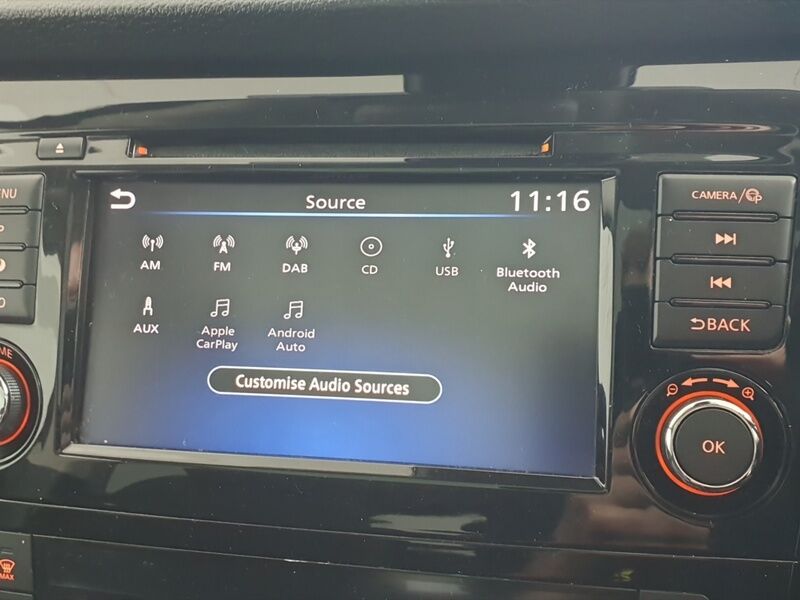 Source
11:16
AM
FM
DAB
CD
USB
Bluetooth
Audio
AUX
Apple
CarPlay
Android
Auto
Customise Audio Sources
CAMERA/
BACK
OK
MAX